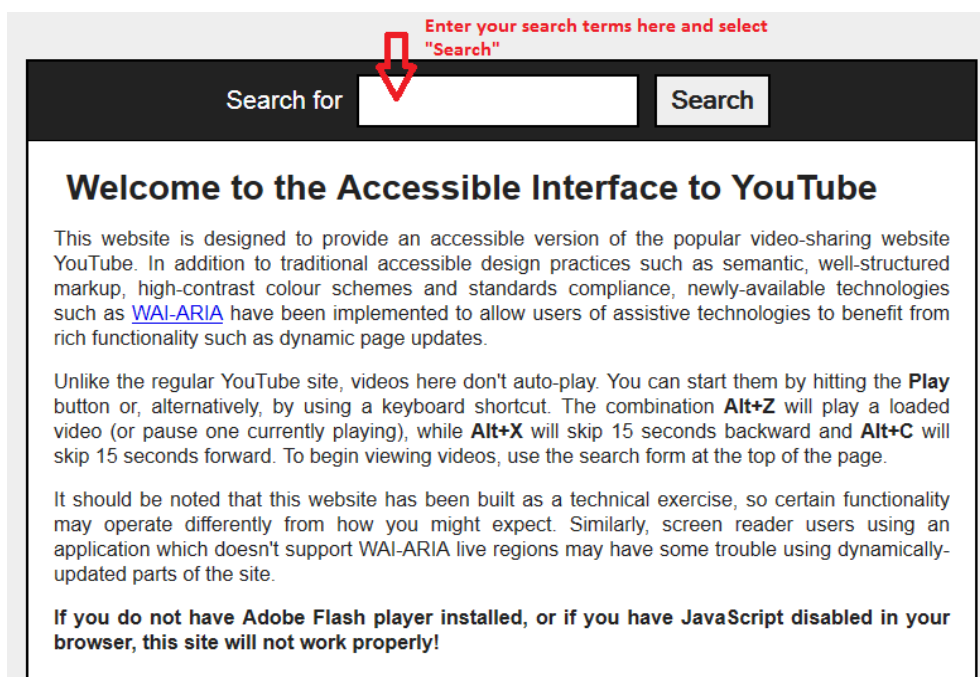 Enter your search terms here and select
"Search"
Search for
Search
Welcome to the Accessible Interface to YouTube
This website is designed to provide an accessible version of the popular video-sharing website
YouTube. In addition to traditional accessible design practices such as semantic, well-structured
markup, high-contrast colour schemes and standards compliance, newly-available technologies
such as WAI-ARIA have been implemented to allow users of assistive technologies to benefit from
rich functionality such as dynamic page updates.
Unlike the regular YouTube site, videos here don't auto-play. You can start them by hitting the Play
button or, alternatively, by using a keyboard shortcut. The combination Alt+Z will play a loaded
video (or pause one currently playing), while Alt+X will skip 15 seconds backward and Alt+C will
skip 15 seconds forward. To begin viewing videos, use the search form at the top of the page.
It should be noted that this website has been built as a technical exercise, so certain functionality
may operate differently from how you might expect. Similarly, screen reader users using an
application which doesn't support WAI-ARIA live regions may have some trouble using dynamically-
updated parts of the site.
If you do not have Adobe Flash player installed, or if you have JavaScript disabled in your
browser, this site will not work properly!